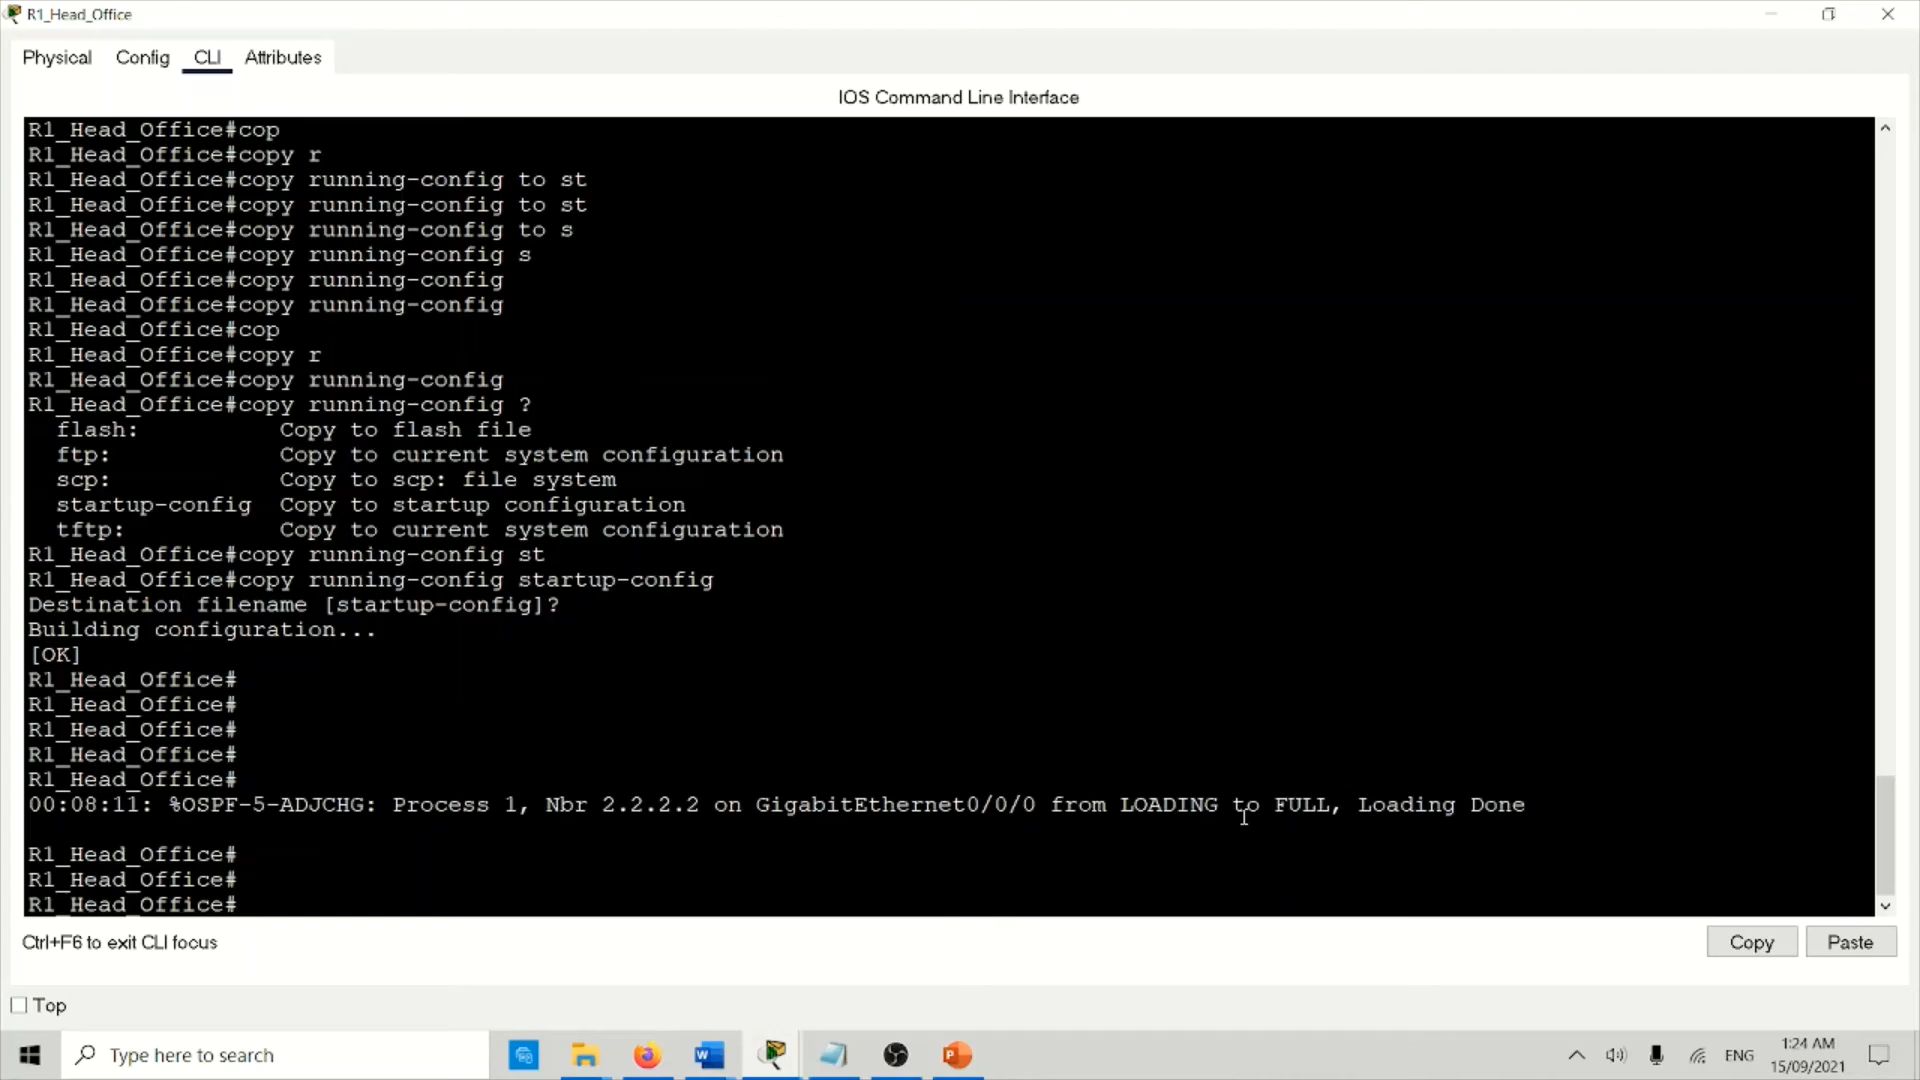 R1_Head_Office
Physical Config CLI Attributes
IOS Command Line Interface
R1_Head_Office#cop
R1_Head_Office#copy r
R1_Head_Office#copy running-config to st
R1_Head_Office#copy running-config to st
R1_Head_Office#copy running-config to s
R1_Head_Office#copy running-config s
R1_Head_Office#copy running-config
R1_Head_Office#copy running-config
R1_Head_Office#cop
R1_Head_Office#copy r
R1_Head_Office#copy running-config
R1_Head_Office#copy running-config ?
flash: Copy to flash file
ftp: Copy to current system configuration
scp: Copy to scp: file system
startup-config Copy to startup configuration
tftp: Copy to current system configuration
R1_Head_Office#copy running-config st
R1_Head_Office#copy running-config startup-config
Destination filename [startup-config]?
Building configuration...
[OK]
R1_Head_Office#
R1_Head_Office#
R1_Head_Office#
R1_Head_Office#
R1_Head_Office#
00:08:11: %OSPF-5-ADJCHG: Process 1, Nbr 2.2.2.2 on GigabitEthernet0/0/0 from LOADING to FULL, Loading Done
R1_Head_Office#
R1_Head_Office#
R1_Head_Office#
Ctrl+F6 to exit CLI focus
Copy Paste
Top
Type here to search
ENG
1:24 AM
15/09/2021